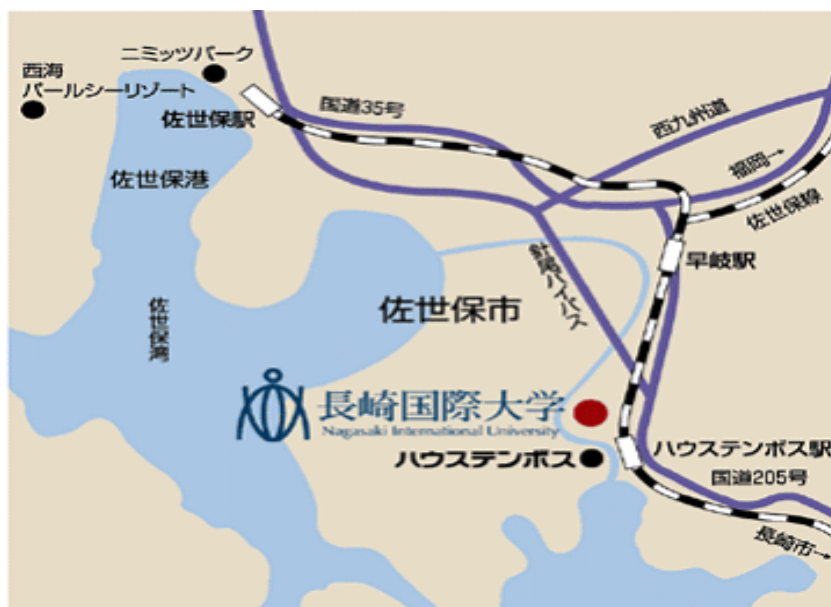 ニミッツパーク
西海
パールシーリゾート
佐世保駅
国道35号
西九州道
福岡→
佐世保線
佐世保港
早岐駅
針尾バイパス
佐世保市
佐世保湾
長崎国際大学
Nagasaki International University
ハウステンボス
ハウステンボス駅
国道205号
長崎市→